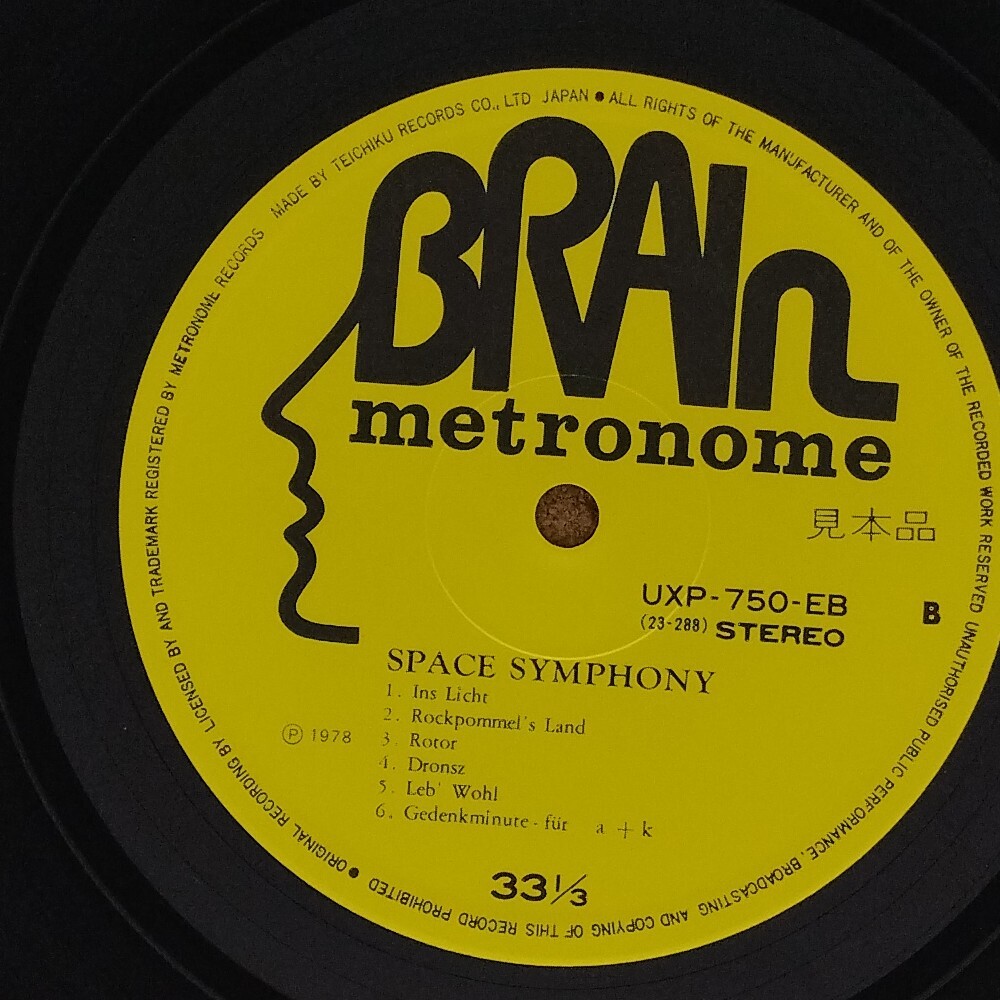 MADE BY TEICHIKU RECORDS CO., LTD JAPAN ● ALL RIGHTS OF THE MANUFACTURER AND OF THE OWNER OF THE RECORDED WORK RESERVED UNAUTHORISED PUBLIC PERFORMANCE, BROADCASTING AND COPYING OF THIS RECORD PROHIBITED ● ORIGINAL RECORDING BY LICENSED BY AND TRADEMARK REGISTERED BY METRONOME RECORDS
BRAIn
metronome
見本品
UXP-750-EB
B
(23-288) STEREO
SPACE SYMPHONY
1. Ins Licht
2. Rockpommel's Land
Ⓟ 1978
3. Rotor
4. Dronsz
5. Leb' Wohl
6. Gedenkminute - für a + k
33⅓